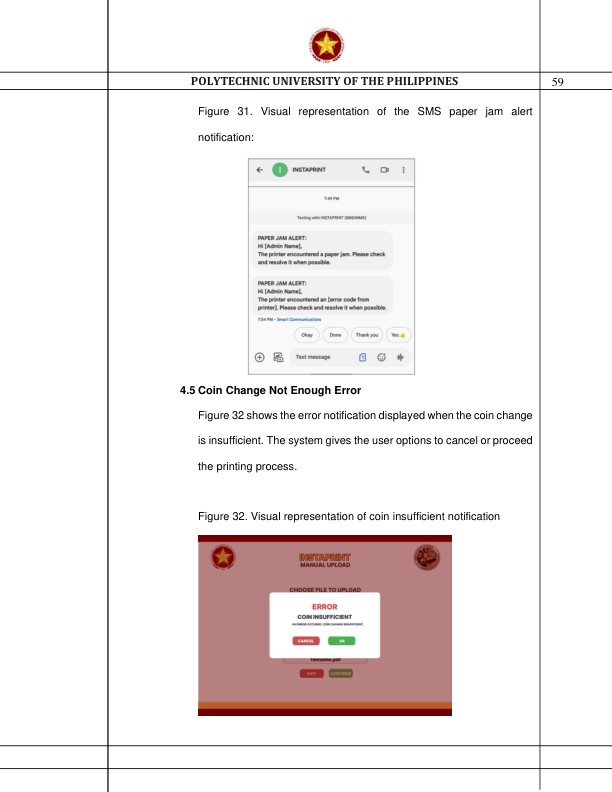 POLYTECHNIC UNIVERSITY OF THE PHILIPPINES
59
Figure 31. Visual representation of the SMS paper jam alert
notification:
INSTAPRINT
7:49 PM
Texting with INSTAPRINT (SMS/MMS)
PAPER JAM ALERT:
Hi [Admin Name],
The printer encountered a paper jam. Please check
and resolve it when possible.
PAPER JAM ALERT:
Hi [Admin Name],
The printer encountered an [error code from
printer]. Please check and resolve it when possible.
7:54 PM • Smart Communications
Okay
Done
Thank you
Yes 👍
Text message
4.5 Coin Change Not Enough Error
Figure 32 shows the error notification displayed when the coin change
is insufficient. The system gives the user options to cancel or proceed
the printing process.
Figure 32. Visual representation of coin insufficient notification
INSTAPRINT
MANUAL UPLOAD
CHOOSE FILE TO UPLOAD
ERROR
COIN INSUFFICIENT
AN ERROR OCCURED, COIN CHANGE INSUFFICIENT.
CANCEL
OK
filename.pdf
EXIT
CONTINUE